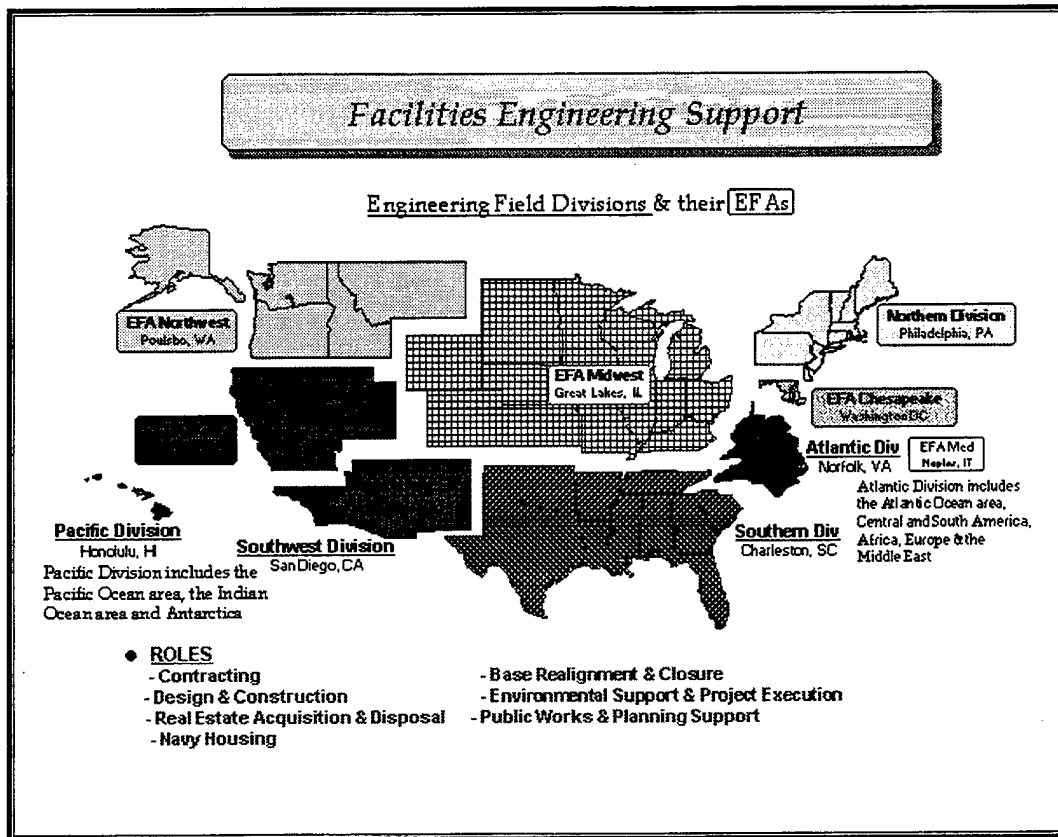 Facilities Engineering Support
Engineering Field Divisions & their EFAs
EFA Northwest
Poulsbo, WA
EFA Midwest
Great Lakes, IL
Northern Division
Philadelphia, PA
EFA Chesapeake
Washington DC
Atlantic Div
Norfolk, VA
EFA Med
Naples, IT
Atlantic Division includes
the Atlantic Ocean area,
Central and South America,
Africa, Europe & the
Middle East
Pacific Division
Honolulu, HI
Pacific Division includes the
Pacific Ocean area, the Indian
Ocean area and Antarctica
Southwest Division
San Diego, CA
Southern Div
Charleston, SC
● ROLES
- Contracting
- Design & Construction
- Real Estate Acquisition & Disposal
- Navy Housing
- Base Realignment & Closure
- Environmental Support & Project Execution
- Public Works & Planning Support